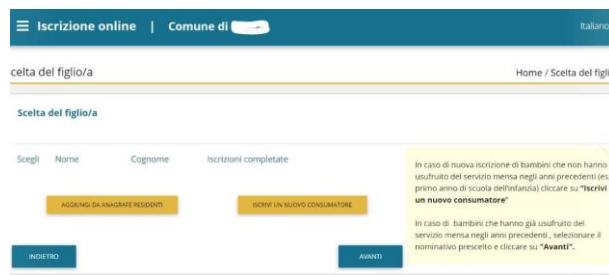 Iscrizione online | Comune di
Italiano
celta del figlio/a
Home / Scelta del figli
Scelta del figlio/a
Scegli Nome Cognome Iscrizioni completate
AGGIUNGI DA ANAGRAFE RESIDENTI
ISCRIVI UN NUOVO CONSUMATORE
INDIETRO
AVANTI
In caso di nuova iscrizione di bambini che non hanno
usufruito del servizio mensa negli anni precedenti (es.
primo anno di scuola dell'infanzia) cliccare su "Iscrivi
un nuovo consumatore"
In caso di bambini che hanno già usufruito del
servizio mensa negli anni precedenti , selezionare il
nominativo prescelto e cliccare su "Avanti".